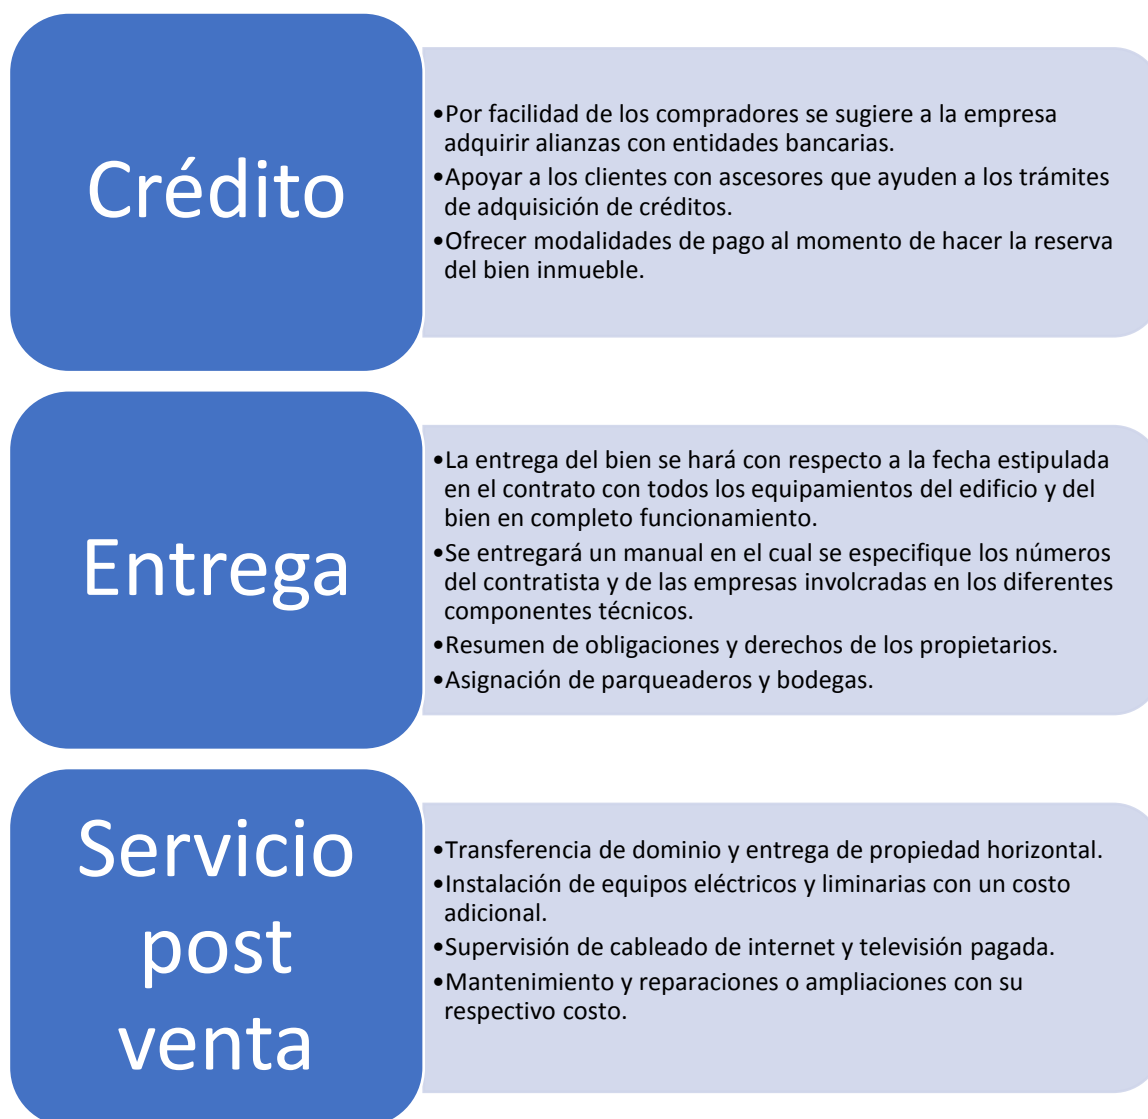 Crédito
•Por facilidad de los compradores se sugiere a la empresa
adquirir alianzas con entidades bancarias.
•Apoyar a los clientes con ascesores que ayuden a los trámites
de adquisición de créditos.
•Ofrecer modalidades de pago al momento de hacer la reserva
del bien inmueble.
Entrega
•La entrega del bien se hará con respecto a la fecha estipulada
en el contrato con todos los equipamientos del edificio y del
bien en completo funcionamiento.
•Se entregará un manual en el cual se especifique los números
del contratista y de las empresas involcradas en los diferentes
componentes técnicos.
•Resumen de obligaciones y derechos de los propietarios.
•Asignación de parqueaderos y bodegas.
Servicio
post
venta
•Transferencia de dominio y entrega de propiedad horizontal.
•Instalación de equipos eléctricos y liminarias con un costo
adicional.
•Supervisión de cableado de internet y televisión pagada.
•Mantenimiento y reparaciones o ampliaciones con su
respectivo costo.